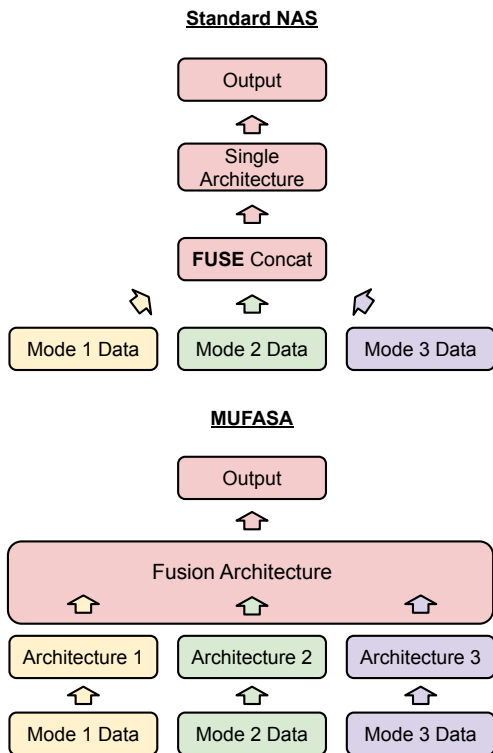 Standard NAS
Output
Single
Architecture
FUSE Concat
Mode 1 Data
Mode 2 Data
Mode 3 Data
MUFASA
Output
Fusion Architecture
Architecture 1
Architecture 2
Architecture 3
Mode 1 Data
Mode 2 Data
Mode 3 Data